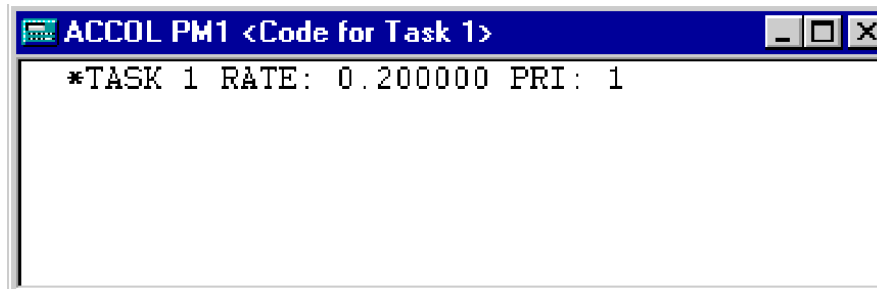 ACCOL PM1 <Code for Task 1>
*TASK 1 RATE: 0.200000 PRI: 1